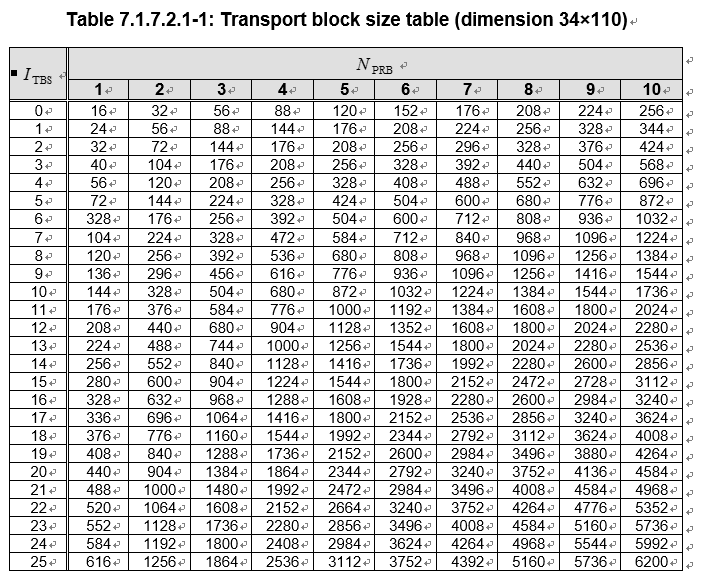 Table 7.1.7.2.1-1: Transport block size table (dimension 34×110)
I TBS N PRB
1 2 3 4 5 6 7 8 9 10
0 16 32 56 88 120 152 176 208 224 256
1 24 56 88 144 176 208 224 256 328 344
2 32 72 144 176 208 256 296 328 376 424
3 40 104 176 208 256 328 392 440 504 568
4 56 120 208 256 328 408 488 552 632 696
5 72 144 224 328 424 504 600 680 776 872
6 328 176 256 392 504 600 712 808 936 1032
7 104 224 328 472 584 712 840 968 1096 1224
8 120 256 392 536 680 808 968 1096 1256 1384
9 136 296 456 616 776 936 1096 1256 1416 1544
10 144 328 504 680 872 1032 1224 1384 1544 1736
11 176 376 584 776 1000 1192 1384 1608 1800 2024
12 208 440 680 904 1128 1352 1608 1800 2024 2280
13 224 488 744 1000 1256 1544 1800 2024 2280 2536
14 256 552 840 1128 1416 1736 1992 2280 2600 2856
15 280 600 904 1224 1544 1800 2152 2472 2728 3112
16 328 632 968 1288 1608 1928 2280 2600 2984 3240
17 336 696 1064 1416 1800 2152 2536 2856 3240 3624
18 376 776 1160 1544 1992 2344 2792 3112 3624 4008
19 408 840 1288 1736 2152 2600 2984 3496 3880 4264
20 440 904 1384 1864 2344 2792 3240 3752 4136 4584
21 488 1000 1480 1992 2472 2984 3496 4008 4584 4968
22 520 1064 1608 2152 2664 3240 3752 4264 4776 5352
23 552 1128 1736 2280 2856 3496 4008 4584 5160 5736
24 584 1192 1800 2408 2984 3624 4264 4968 5544 5992
25 616 1256 1864 2536 3112 3752 4392 5160 5736 6200